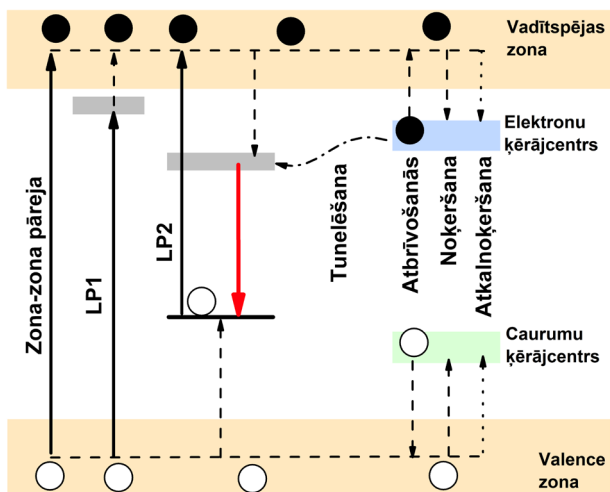 Vadītspējas
zona
Elektronu
ķērājcentrs
Zona-zona pāreja
LP1
LP2
Tunelēšana
Atbrīvošanās
Noķeršana
Atkalnoķeršana
Caurumu
ķērājcentrs
Valence
zona